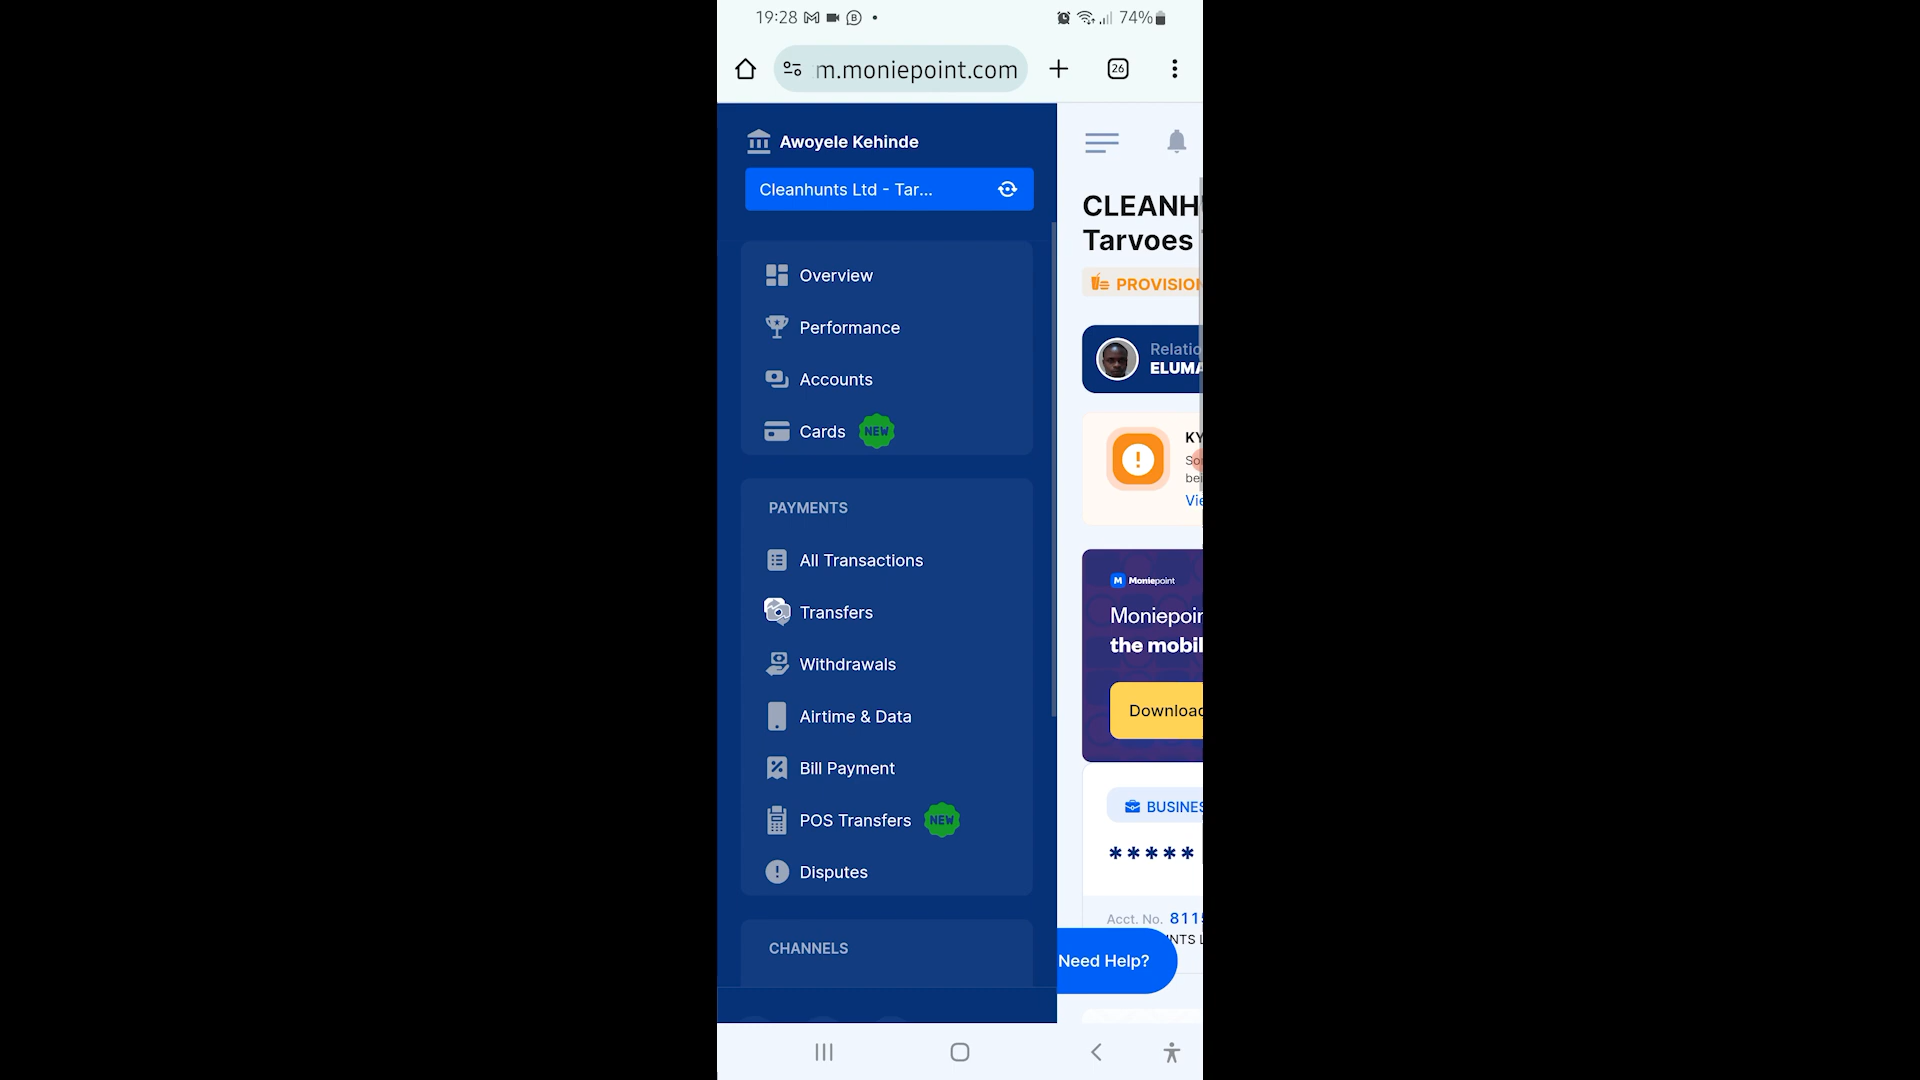 19:28
74%
m.moniepoint.com
26
Awoyele Kehinde
Cleanhunts Ltd - Tar...
Overview
Performance
Accounts
Cards NEW
PAYMENTS
All Transactions
Transfers
Withdrawals
Airtime & Data
Bill Payment
POS Transfers NEW
Disputes
CHANNELS
CLEANH
Tarvoes
PROVISION
Relatio
ELUMA
KY
So
be
Vie
M Moniepoint
Moniepoin
the mobil
Download
BUSINES
*****
Acct. No. 811
NTS L
Need Help?